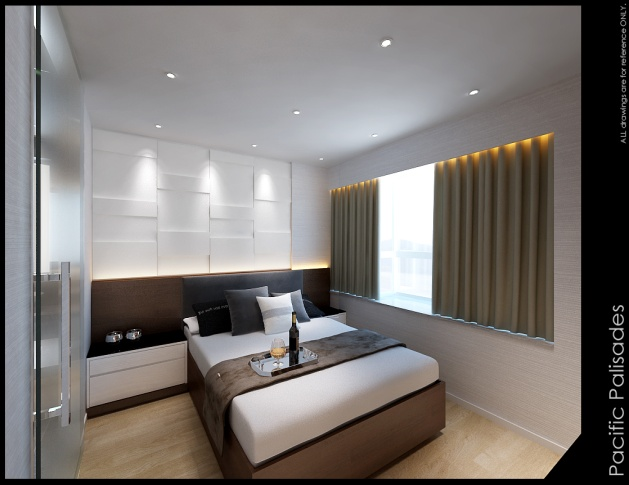 ALL drawings are for reference ONLY.
Pacific Palisades